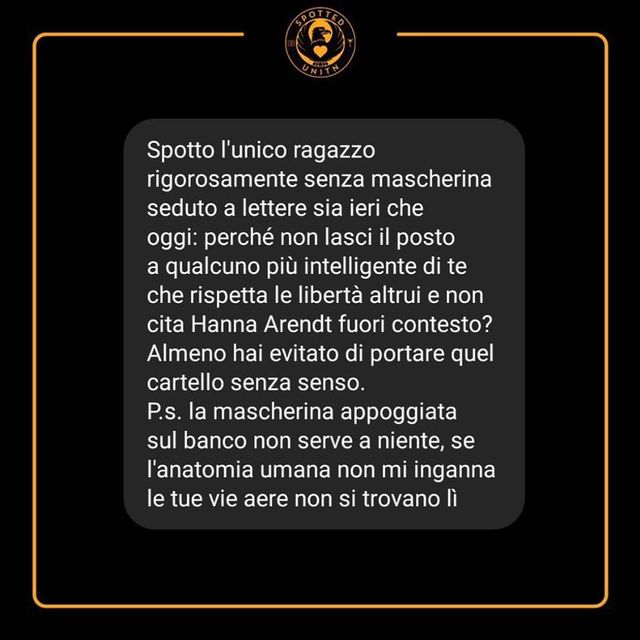 SPOTTED
UNITN
Spotto l'unico ragazzo
rigorosamente senza mascherina
seduto a lettere sia ieri che
oggi: perché non lasci il posto
a qualcuno più intelligente di te
che rispetta le libertà altrui e non
cita Hanna Arendt fuori contesto?
Almeno hai evitato di portare quel
cartello senza senso.
P.s. la mascherina appoggiata
sul banco non serve a niente, se
l'anatomia umana non mi inganna
le tue vie aere non si trovano lì